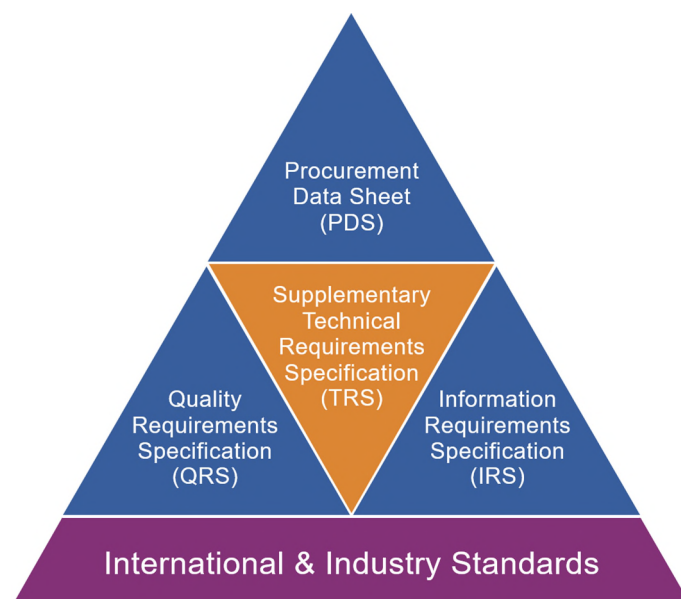 Procurement
Data Sheet
(PDS)
Supplementary
Technical
Requirements
Specification
(TRS)
Quality
Requirements
Specification
(QRS)
Information
Requirements
Specification
(IRS)
International & Industry Standards